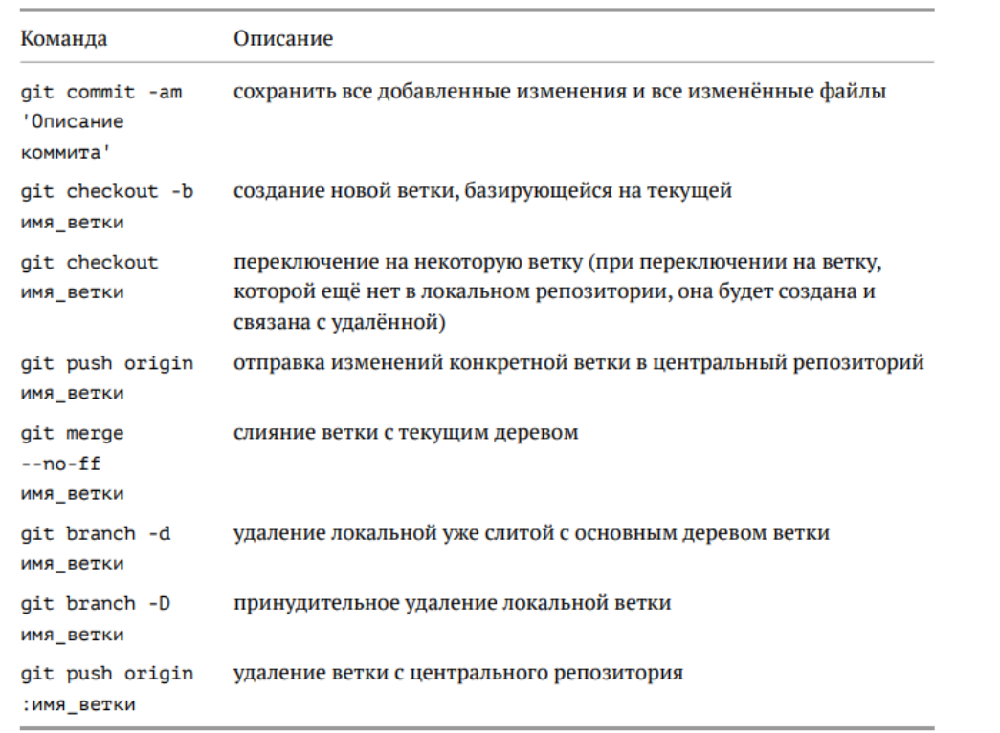 Команда Описание
git commit -am сохранить все добавленные изменения и все изменённые файлы
'Описание
коммита'
git checkout -b создание новой ветки, базирующейся на текущей
имя_ветки
git checkout переключение на некоторую ветку (при переключении на ветку,
имя_ветки которой ещё нет в локальном репозитории, она будет создана и
связана с удалённой)
git push origin отправка изменений конкретной ветки в центральный репозиторий
имя_ветки
git merge слияние ветки с текущим деревом
--no-ff
имя_ветки
git branch -d удаление локальной уже слитой с основным деревом ветки
имя_ветки
git branch -D принудительное удаление локальной ветки
имя_ветки
git push origin удаление ветки с центрального репозитория
:имя_ветки